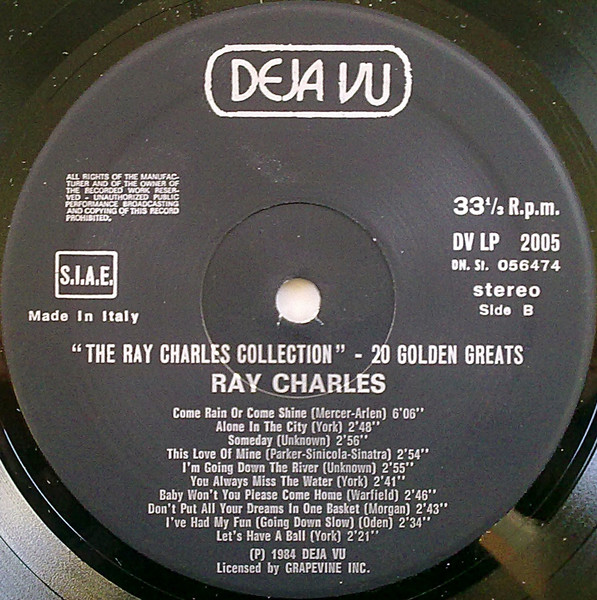 DEJA VU
ALL RIGHTS OF THE MANUFAC-
TURER AND OF THE OWNER OF
THE RECORDED WORK RESER-
VED - UNAUTHORIZED PUBLIC
PERFORMANCE BROADCASTING
AND COPYING OF THIS RECORD
PROHIBITED.
33 1/3 R.p.m.
DV LP 2005
DN. St. 056474
stereo
Side B
S.I.A.E.
Made In Italy
"THE RAY CHARLES COLLECTION" - 20 GOLDEN GREATS
RAY CHARLES
Come Rain Or Come Shine (Mercer-Arlen) 6'06''
Alone In The City (York) 2'48''
Someday (Unknown) 2'56''
This Love Of Mine (Parker-Sinicola-Sinatra) 2'54''
I'm Going Down The River (Unknown) 2'55''
You Always Miss The Water (York) 2'41''
Baby Won't You Please Come Home (Warfield) 2'46''
Don't Put All Your Dreams In One Basket (Morgan) 2'43''
I've Had My Fun (Going Down Slow) (Oden) 2'34''
Let's Have A Ball (York) 2'21''
(P) 1984 DEJA VU
Licensed by GRAPEVINE INC.